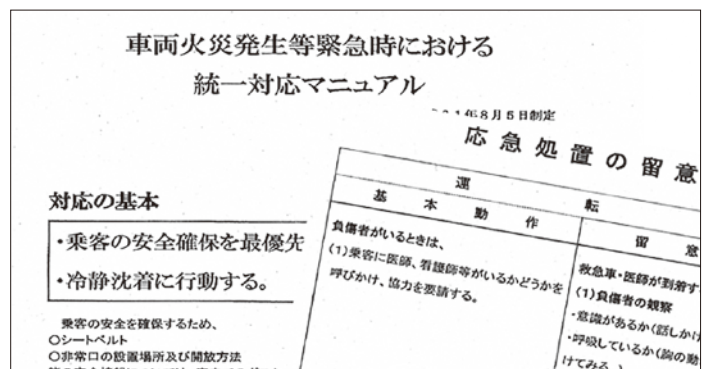 車両火災発生等緊急時における
統一対応マニュアル
年8月5日制定
対応の基本
・乗客の安全確保を最優先
・冷静沈着に行動する。
乗客の安全を確保するため、
○シートベルト
○非常口の設置場所及び開放方法
応急処置の留意
運転
基本動作
留意
負傷者がいるときは、
(1)乗客に医師、看護師等がいるかどうかを
呼びかけ、協力を要請する。
救急車・医師が到着す
(1)負傷者の観察
・意識があるか(話しかけ
・呼吸しているか(胸の動
けてみる。)